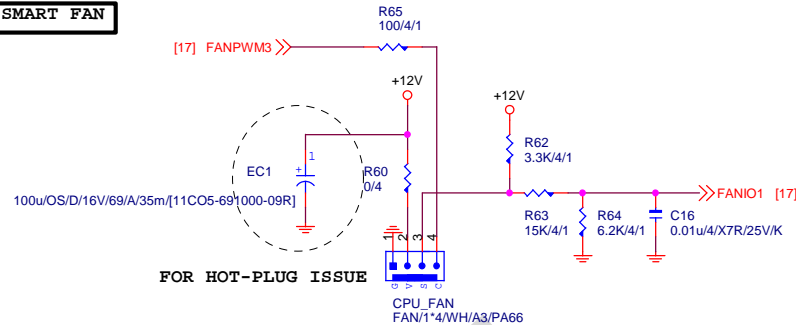 SMART FAN
R65
100/4/1
[17] FANPWM3
+12V
+12V
EC1
1
+
100u/OS/D/16V/69/A/35m/[11CO5-691000-09R]
R60
0/4
R62
3.3K/4/1
FANIO1 [17]
R63
15K/4/1
R64
6.2K/4/1
C16
0.01u/4/X7R/25V/K
1
2
3
4
G
V
S
C
FOR HOT-PLUG ISSUE
CPU_FAN
FAN/1*4/WH/A3/PA66